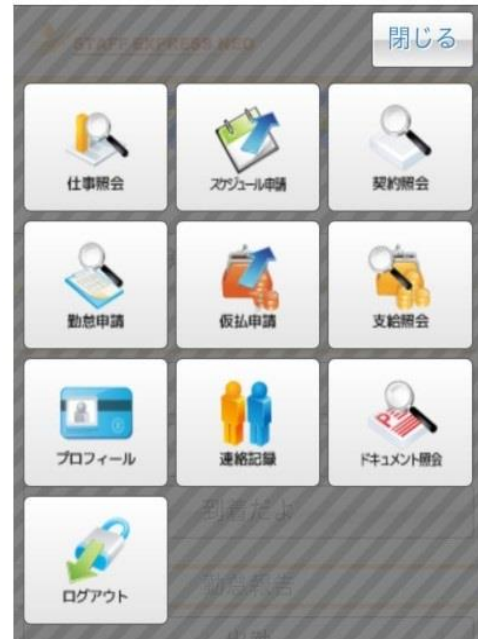 STAFF EXPRESS NEO
閉じる
仕事照会
スケジュール申請
契約照会
勤怠申請
仮払申請
支給照会
プロフィール
連絡記録
ドキュメント照会
到着だよ
ログアウト
勤怠報告